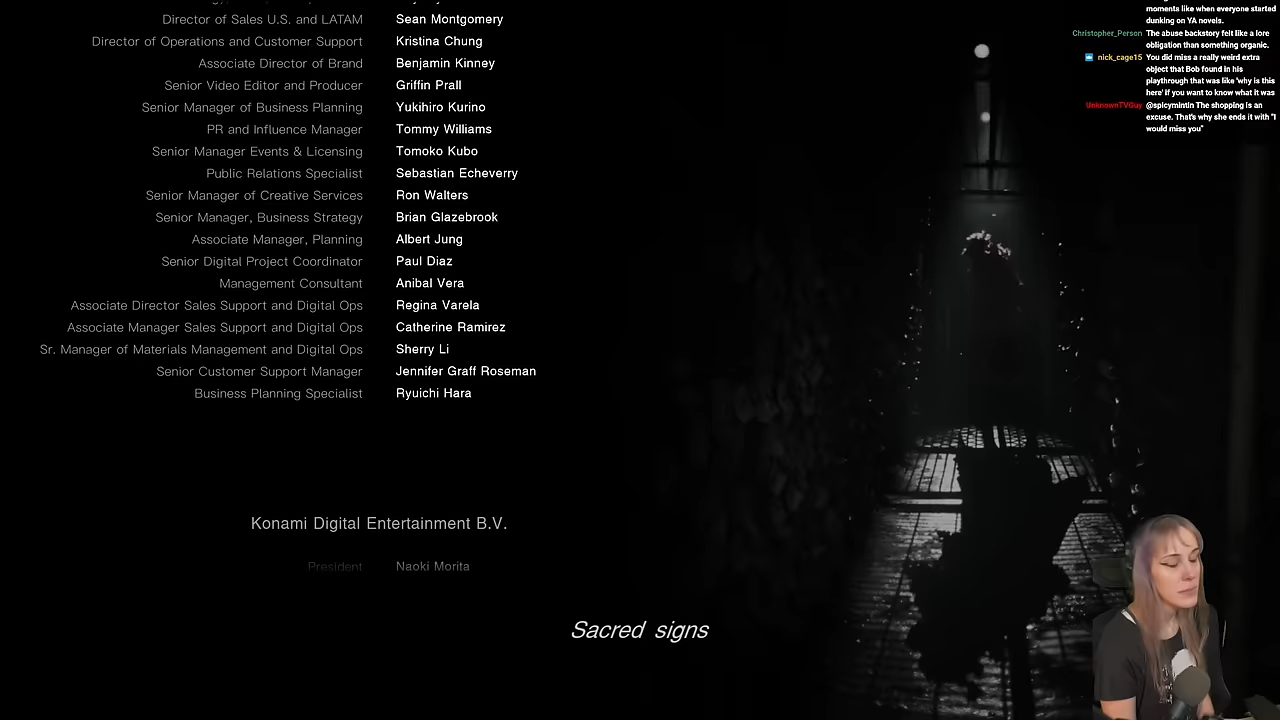 Director of Sales U.S. and LATAM Sean Montgomery
Director of Operations and Customer Support Kristina Chung
Associate Director of Brand Benjamin Kinney
Senior Video Editor and Producer Griffin Prall
Senior Manager of Business Planning Yukihiro Kurino
PR and Influence Manager Tommy Williams
Senior Manager Events & Licensing Tomoko Kubo
Public Relations Specialist Sebastian Echeverry
Senior Manager of Creative Services Ron Walters
Senior Manager, Business Strategy Brian Glazebrook
Associate Manager, Planning Albert Jung
Senior Digital Project Coordinator Paul Diaz
Management Consultant Anibal Vera
Associate Director Sales Support and Digital Ops Regina Varela
Associate Manager Sales Support and Digital Ops Catherine Ramirez
Sr. Manager of Materials Management and Digital Ops Sherry Li
Senior Customer Support Manager Jennifer Graff Roseman
Business Planning Specialist Ryuichi Hara
Konami Digital Entertainment B.V.
President Naoki Morita
Sacred signs
moments like when everyone started
dunking on YA novels.
Christopher_Person The abuse backstory felt like a lore
obligation than something organic.
nick_cage15 You did miss a really weird extra
object that Bob found in his
playthrough that was like 'why is this
here' if you want to know what it was
UnknownTVGuy @spicymintin The shopping is an
excuse. That's why she ends it with "I
would miss you"